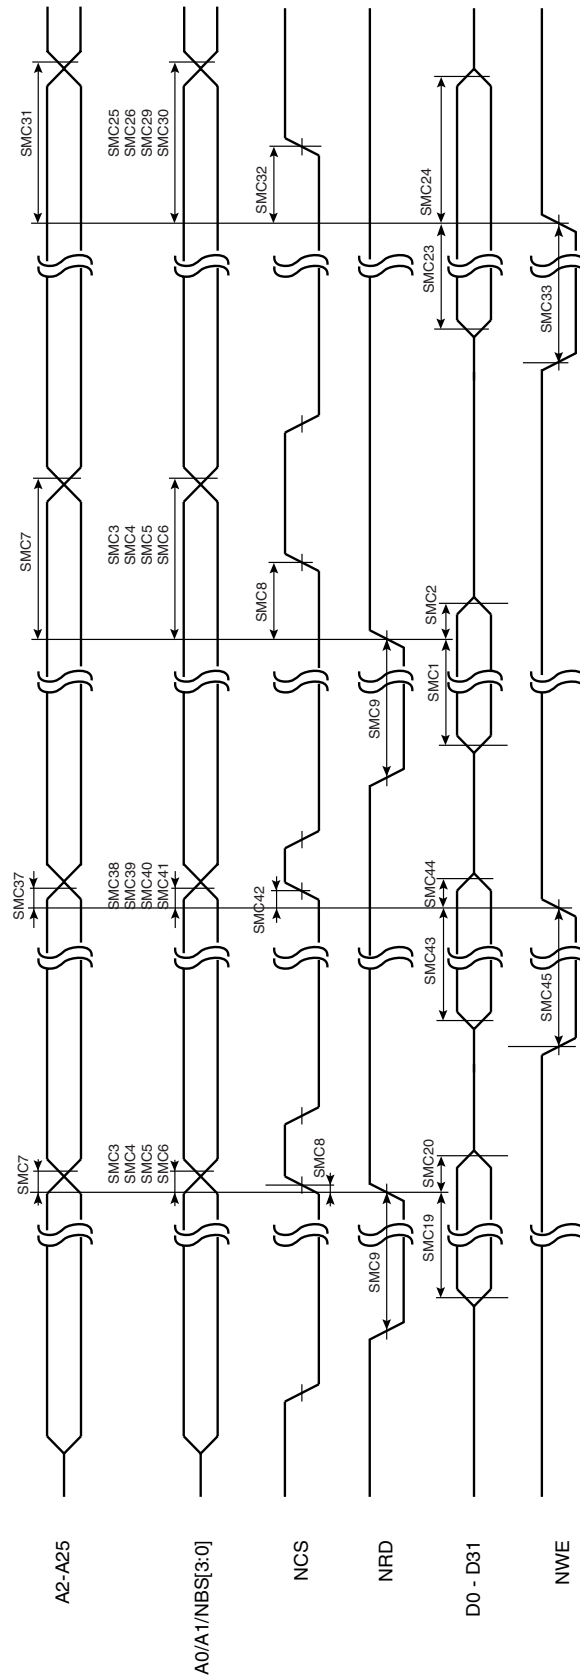 A2-A25
SMC7
SMC37
SMC7
SMC31
A0/A1/NBS[3:0]
SMC3
SMC4
SMC5
SMC6
SMC38
SMC39
SMC40
SMC41
SMC3
SMC4
SMC5
SMC6
SMC25
SMC26
SMC29
SMC30
NCS
SMC8
SMC42
SMC8
SMC32
NRD
SMC9
SMC9
D0 - D31
SMC19
SMC20
SMC43
SMC44
SMC1
SMC2
SMC23
SMC24
NWE
SMC45
SMC33